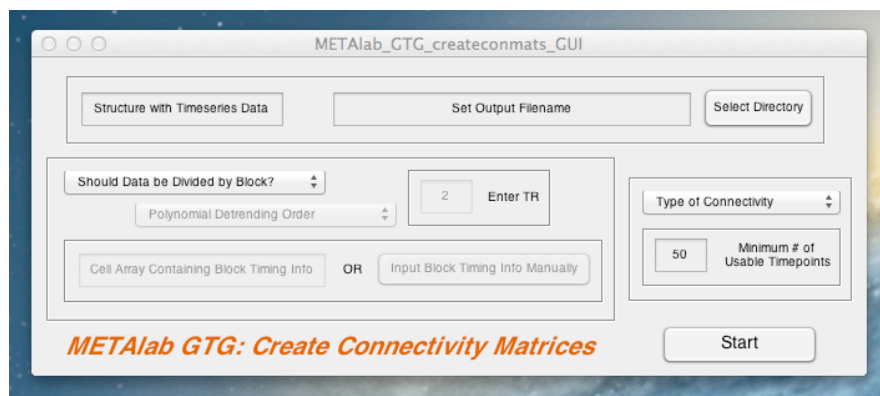 METAlab_GTG_createconmats_GUI
Structure with Timeseries Data
Set Output Filename
Select Directory
Should Data be Divided by Block?
Polynomial Detrending Order
2
Enter TR
Cell Array Containing Block Timing Info
OR
Input Block Timing Info Manually
Type of Connectivity
50
Minimum # of
Usable Timepoints
METAlab GTG: Create Connectivity Matrices
Start